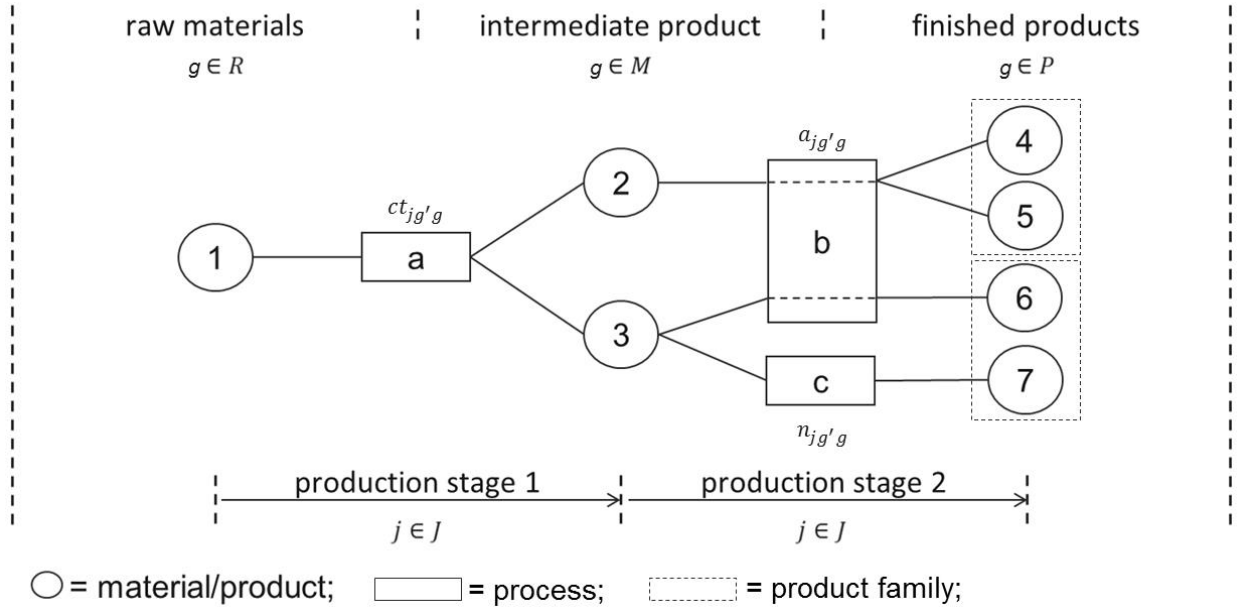 raw materials intermediate product finished products
g ∈ R g ∈ M g ∈ P
4
a_{jg'g}
2
ct_{jg'g}
5
b
1
a
6
3
7
c
n_{jg'g}
production stage 1 production stage 2
j ∈ J j ∈ J
= material/product; = process; = product family;